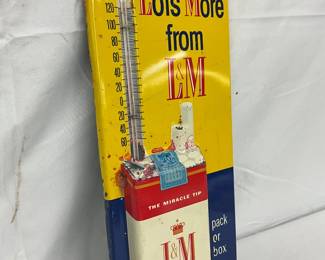 Lots More
from
L&M
120
100
80
60
40
20
0
20
40
60
THE MIRACLE TIP
L&M
pack
or
box